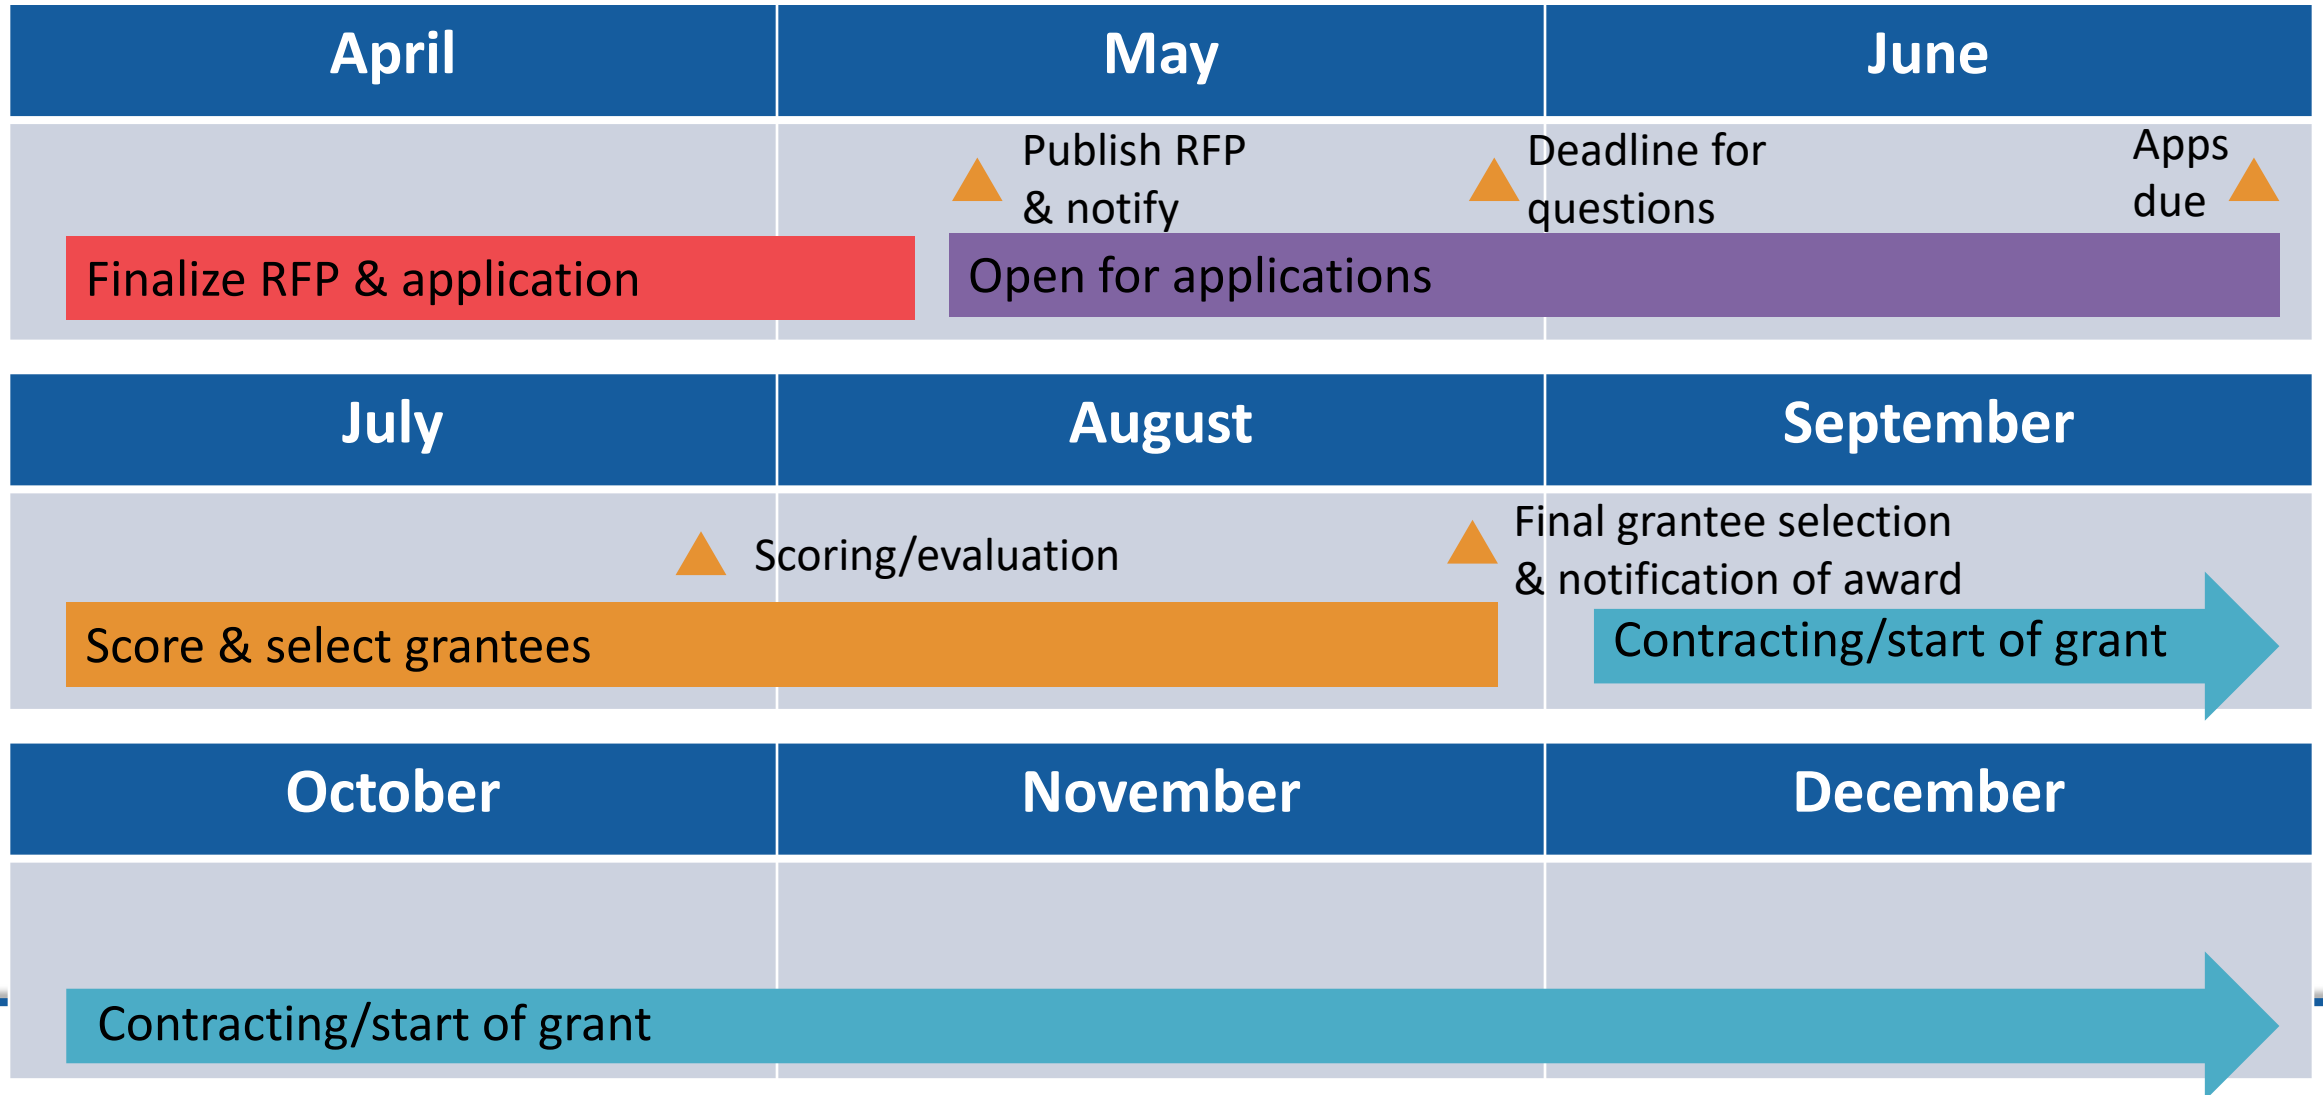 April
May
June
Publish RFP
& notify
Deadline for
questions
Apps
due
Finalize RFP & application
Open for applications
July
August
September
Scoring/evaluation
Final grantee selection
& notification of award
Score & select grantees
Contracting/start of grant
October
November
December
Contracting/start of grant